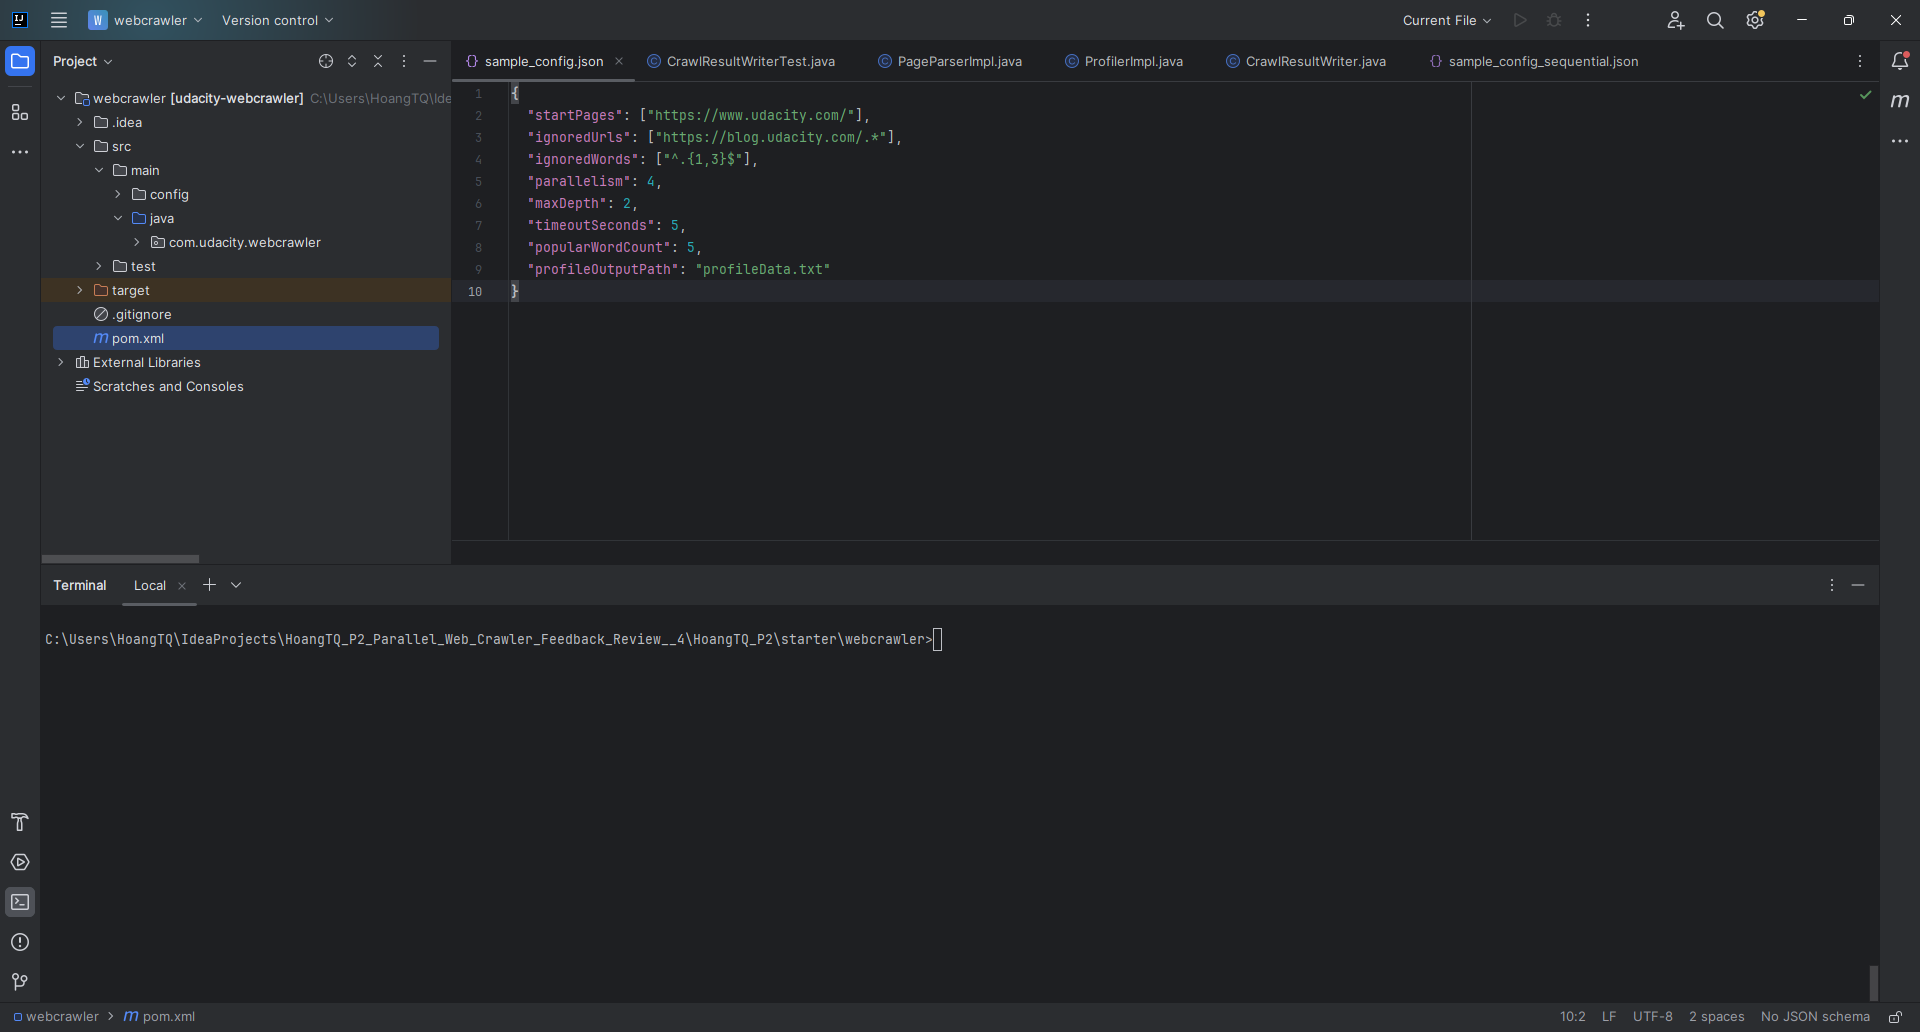 W webcrawler Version control Current File
Project
sample_config.json CrawlResultWriterTest.java PageParserImpl.java ProfilerImpl.java CrawlResultWriter.java sample_config_sequential.json
webcrawler [udacity-webcrawler] C:\Users\HoangTQ\Ide
.idea
src
main
config
java
com.udacity.webcrawler
test
target
.gitignore
pom.xml
External Libraries
Scratches and Consoles
1 {
2 "startPages": ["https://www.udacity.com/"],
3 "ignoredUrls": ["https://blog.udacity.com/.*"],
4 "ignoredWords": ["^.{1,3}$"],
5 "parallelism": 4,
6 "maxDepth": 2,
7 "timeoutSeconds": 5,
8 "popularWordCount": 5,
9 "profileOutputPath": "profileData.txt"
10 }
Terminal Local
C:\Users\HoangTQ\IdeaProjects\HoangTQ_P2_Parallel_Web_Crawler_Feedback_Review__4\HoangTQ_P2\starter\webcrawler>
webcrawler > pom.xml 10:2 LF UTF-8 2 spaces No JSON schema